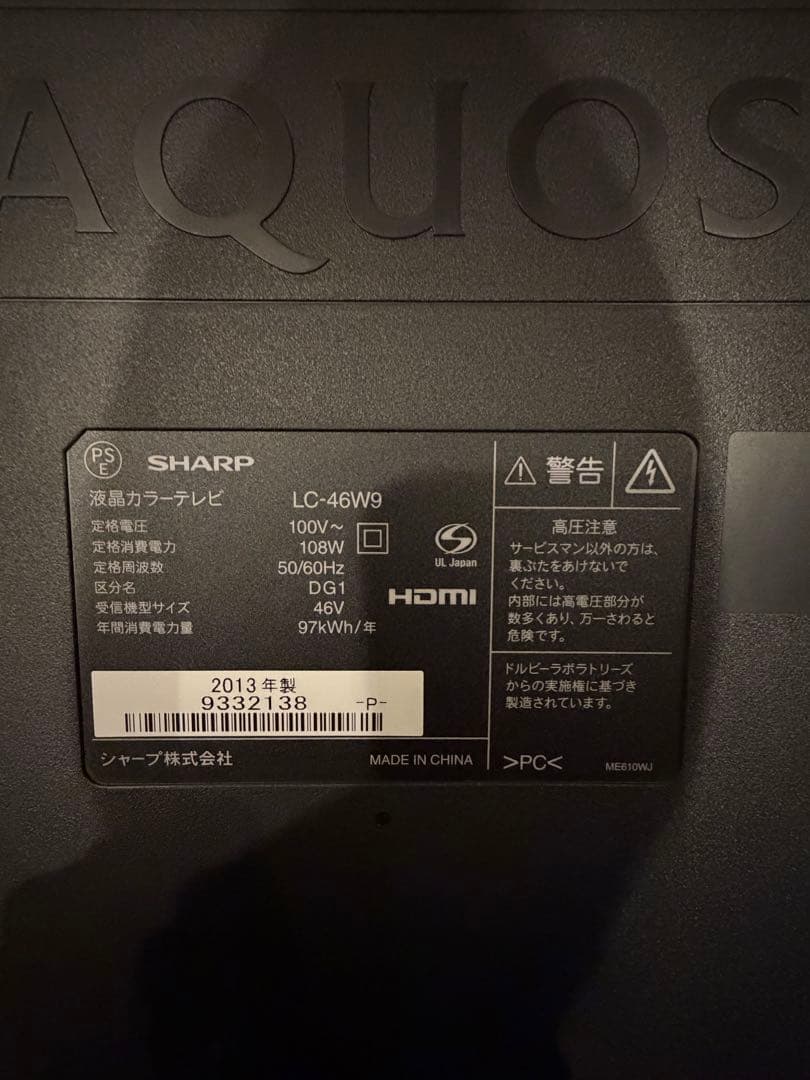 AQUOS
PS
E
SHARP
液晶カラーテレビ LC-46W9
定格電圧 100V～
定格消費電力 108W
定格周波数 50/60Hz
区分名 DG1
受信機型サイズ 46V
年間消費電力量 97kWh/年
S
UL Japan
HDMI
2013年製
9332138 -P-
シャープ株式会社 MADE IN CHINA
警告
高圧注意
サービスマン以外の方は、
裏ぶたをあけないで
ください。
内部には高電圧部分が
数多くあり、万一さわると
危険です。
ドルビーラボラトリーズ
からの実施権に基づき
製造されています。
>PC< ME610WJ